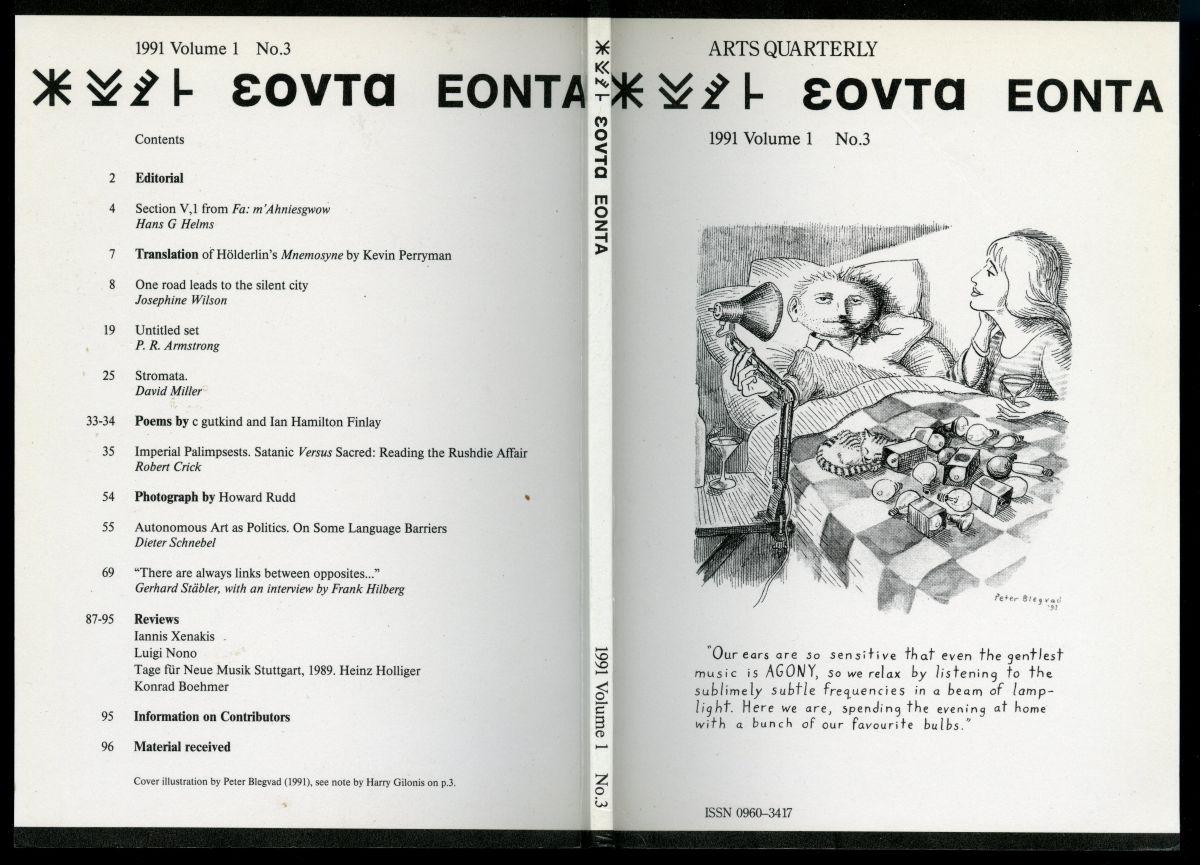 1991 Volume 1 No.3
εοντα EONTA
Contents
2 Editorial
4 Section V,1 from Fa: m'Ahniesgwow
Hans G Helms
7 Translation of Hölderlin's Mnemosyne by Kevin Perryman
8 One road leads to the silent city
Josephine Wilson
19 Untitled set
P. R. Armstrong
25 Stromata.
David Miller
33-34 Poems by c gutkind and Ian Hamilton Finlay
35 Imperial Palimpsests. Satanic Versus Sacred: Reading the Rushdie Affair
Robert Crick
54 Photograph by Howard Rudd
55 Autonomous Art as Politics. On Some Language Barriers
Dieter Schnebel
69 “There are always links between opposites...”
Gerhard Stäbler, with an interview by Frank Hilberg
87-95 Reviews
Iannis Xenakis
Luigi Nono
Tage für Neue Musik Stuttgart, 1989. Heinz Holliger
Konrad Boehmer
95 Information on Contributors
96 Material received
Cover illustration by Peter Blegvad (1991), see note by Harry Gilonis on p.3.
εοντα EONTA 1991 Volume 1 No.3
ARTS QUARTERLY
εοντα EONTA
1991 Volume 1 No.3
Peter Blegvad
'91
"Our ears are so sensitive that even the gentlest
music is AGONY, so we relax by listening to the
sublimely subtle frequencies in a beam of lamp-
light. Here we are, spending the evening at home
with a bunch of our favourite bulbs."
ISSN 0960–3417